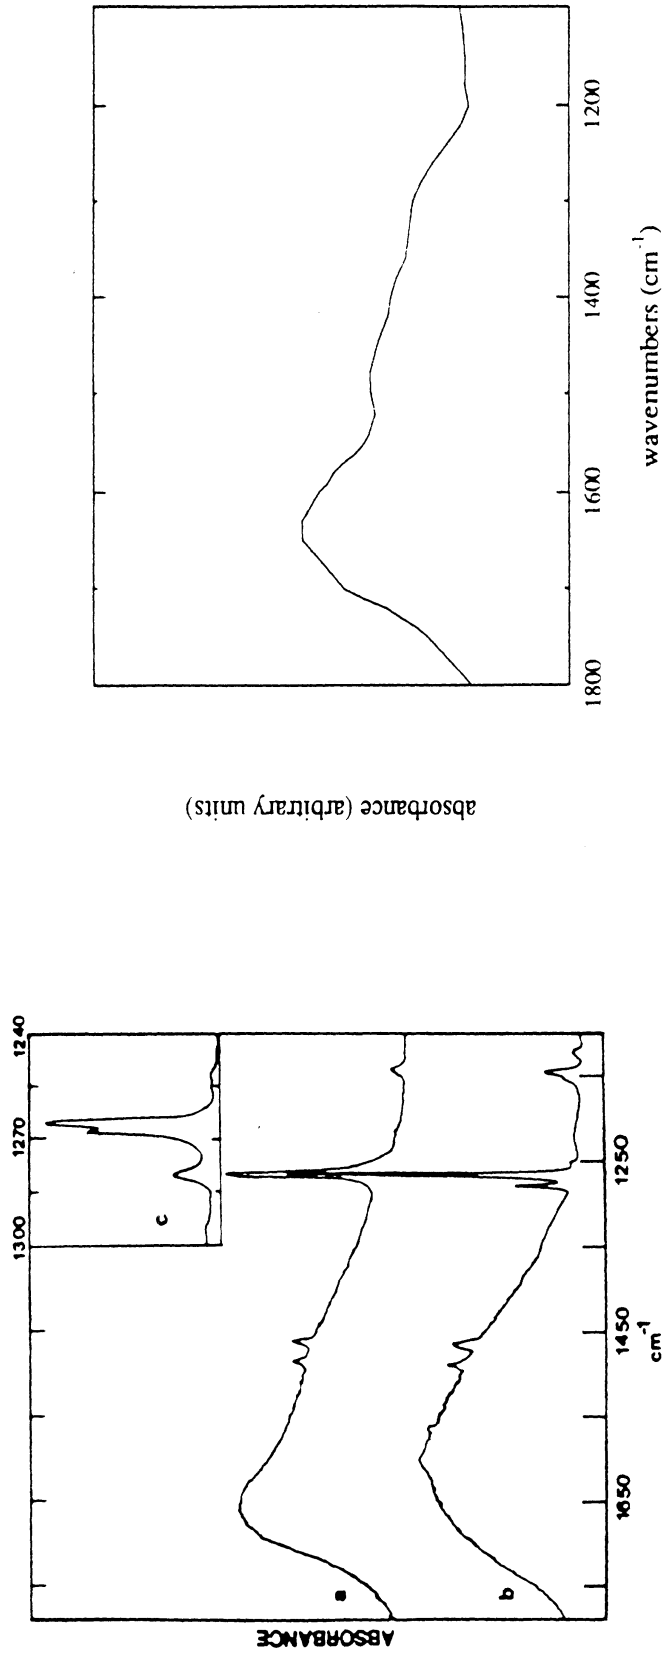 1300
1270
1240
c
a
b
1650
1450
1250
cm-1
ABSORBANCE
absorbance (arbitrary units)
1800
1600
1400
1200
wavenumbers (cm-1)